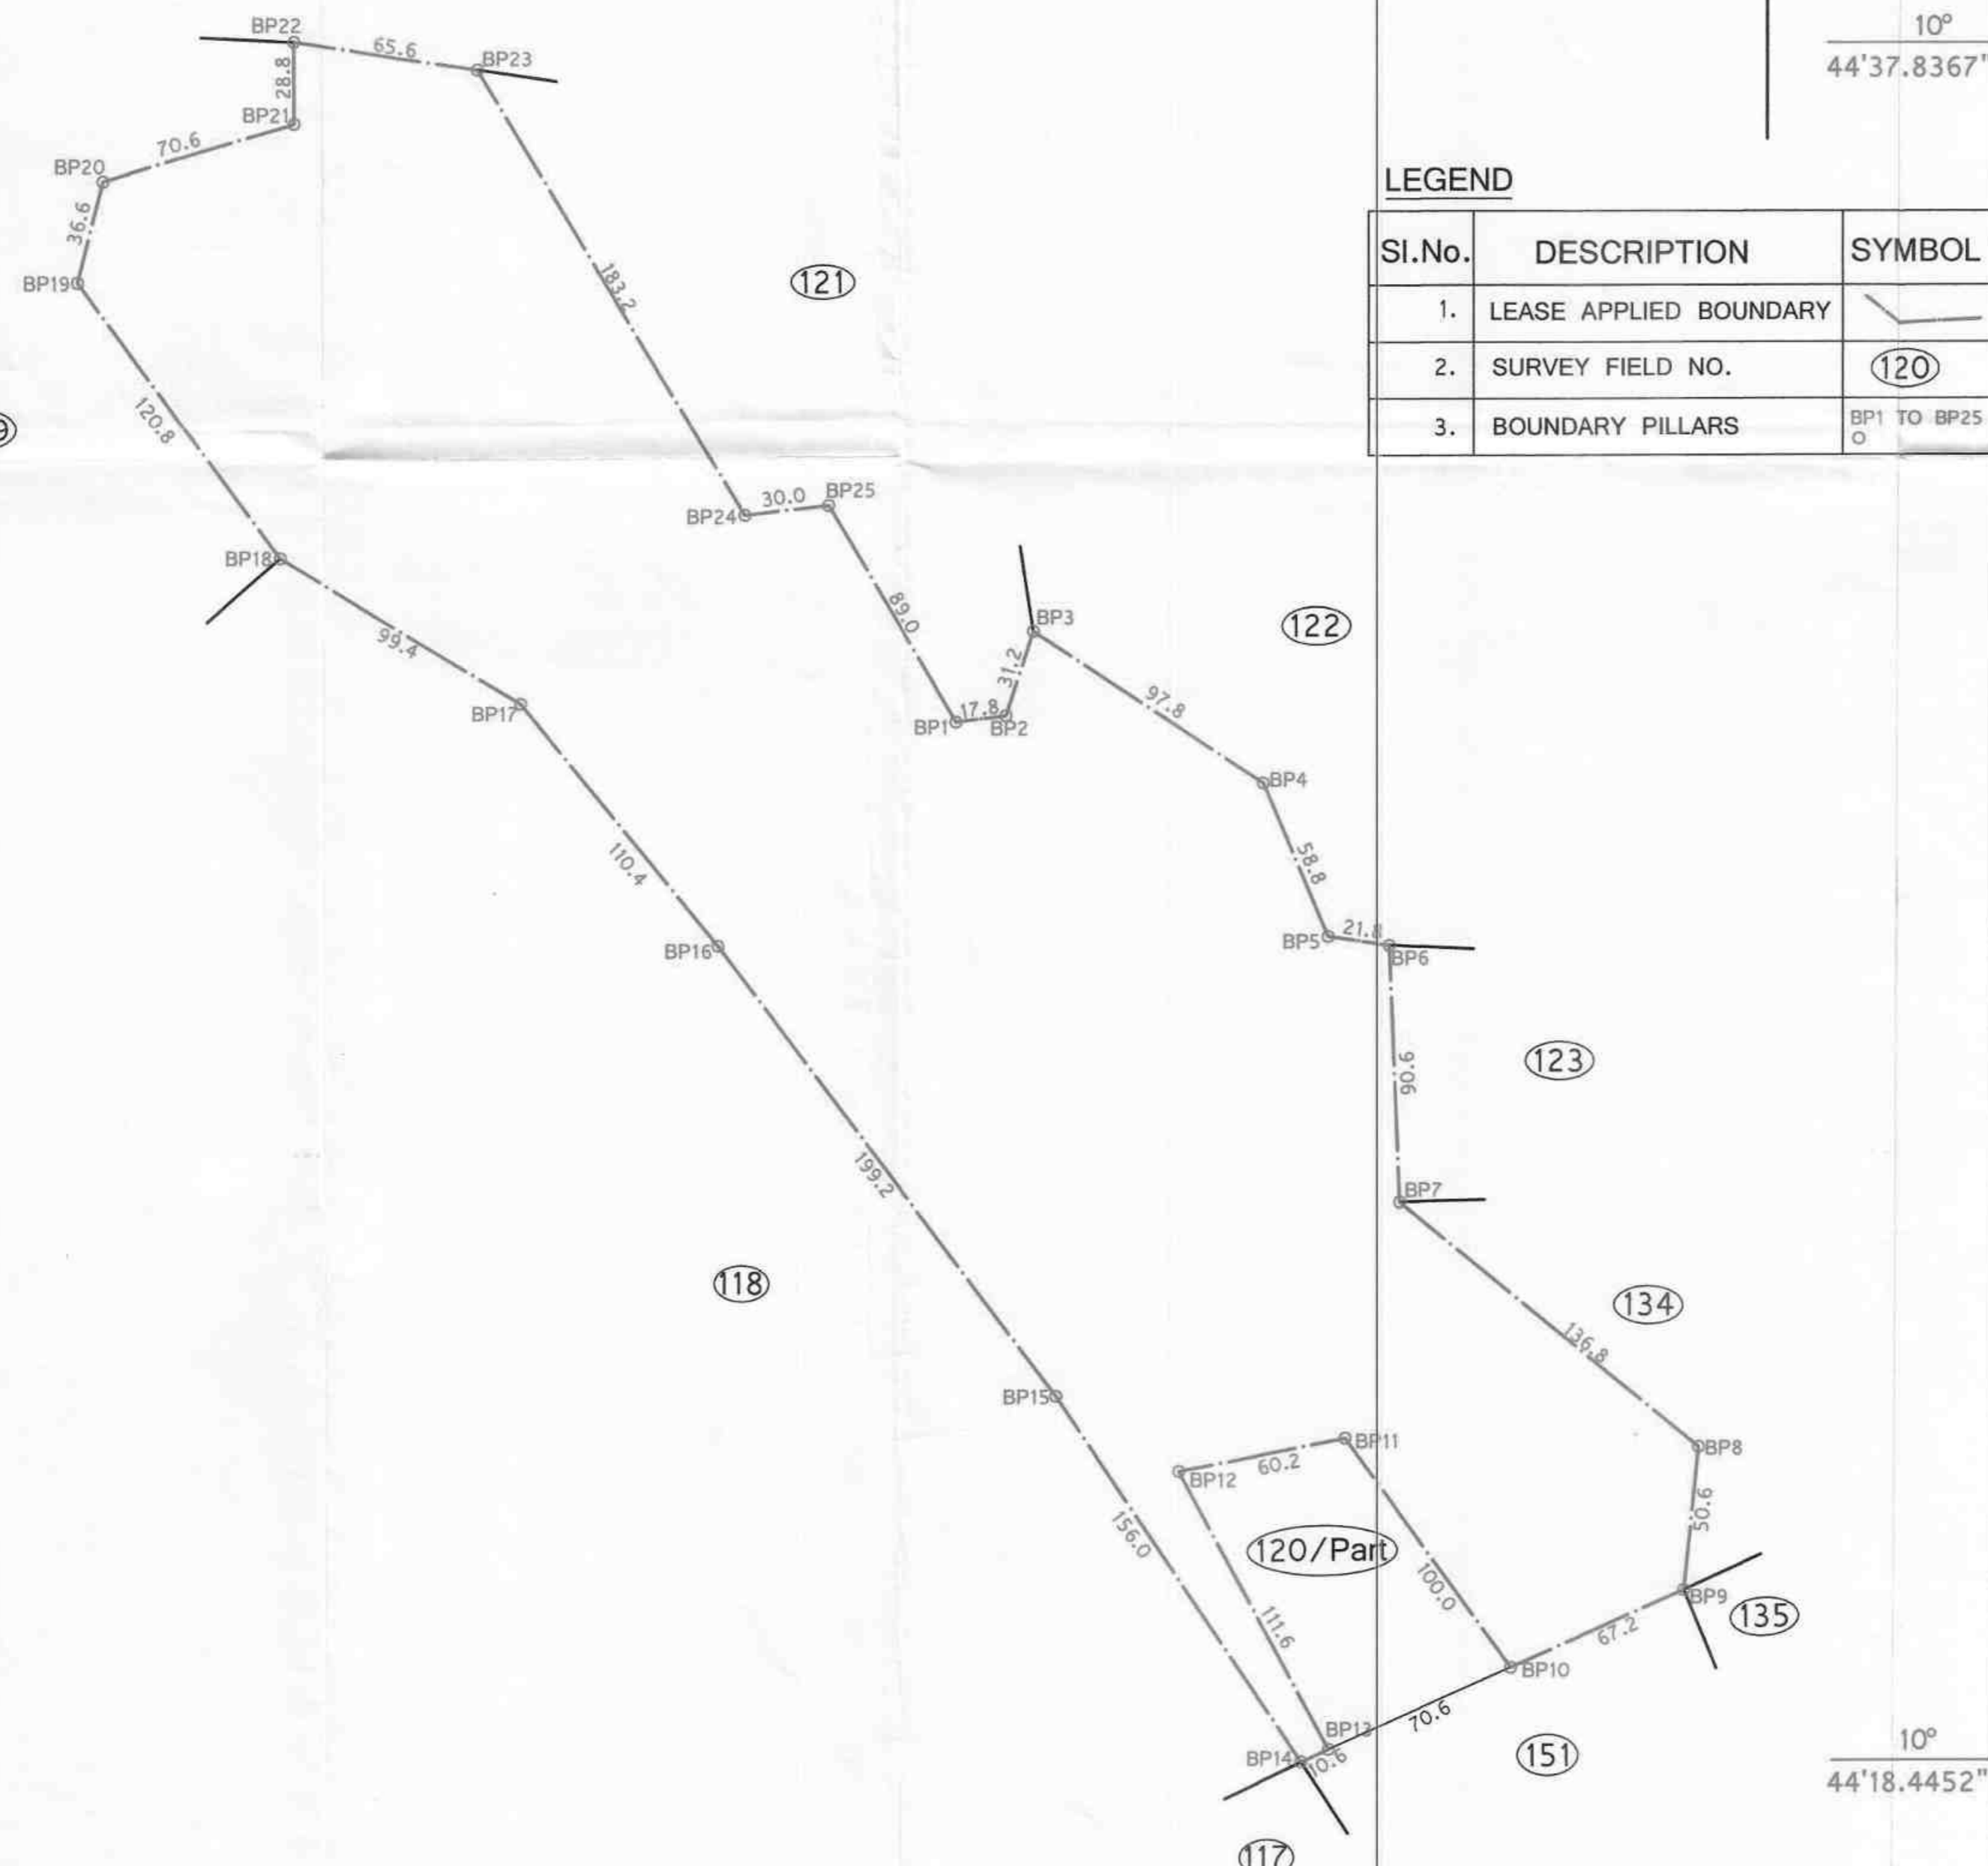 BP22
65.6
BP23
28.8
BP21
70.6
BP20
36.6
BP19
120.8
183.2
121
10°
44'37.8367"
LEGEND
Sl.No. DESCRIPTION SYMBOL
1. LEASE APPLIED BOUNDARY
2. SURVEY FIELD NO. 120
3. BOUNDARY PILLARS BP1 TO BP25
BP24
30.0
BP25
BP18
99.4
BP17
89.0
BP1
17.8
BP2
31.2
BP3
122
97.8
BP4
58.8
BP5
21.8
BP6
110.4
BP16
90.6
123
BP7
199.2
118
134
136.8
BP15
BP8
BP11
BP12
60.2
50.6
156.0
120/Part
100.0
BP9
135
67.2
111.6
BP10
BP13
70.6
BP14
10.6
151
10°
44'18.4452"
117